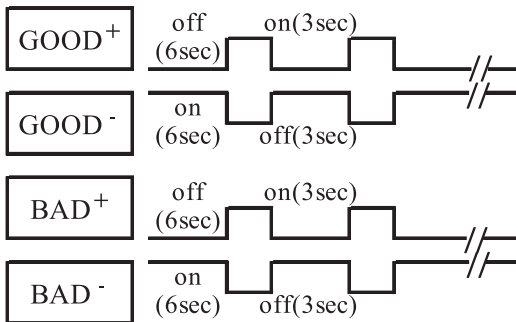 off on(3sec)
GOOD+ (6sec)
GOOD- on
(6sec) off(3sec)
off on(3sec)
BAD+ (6sec)
on
BAD- (6sec) off(3sec)